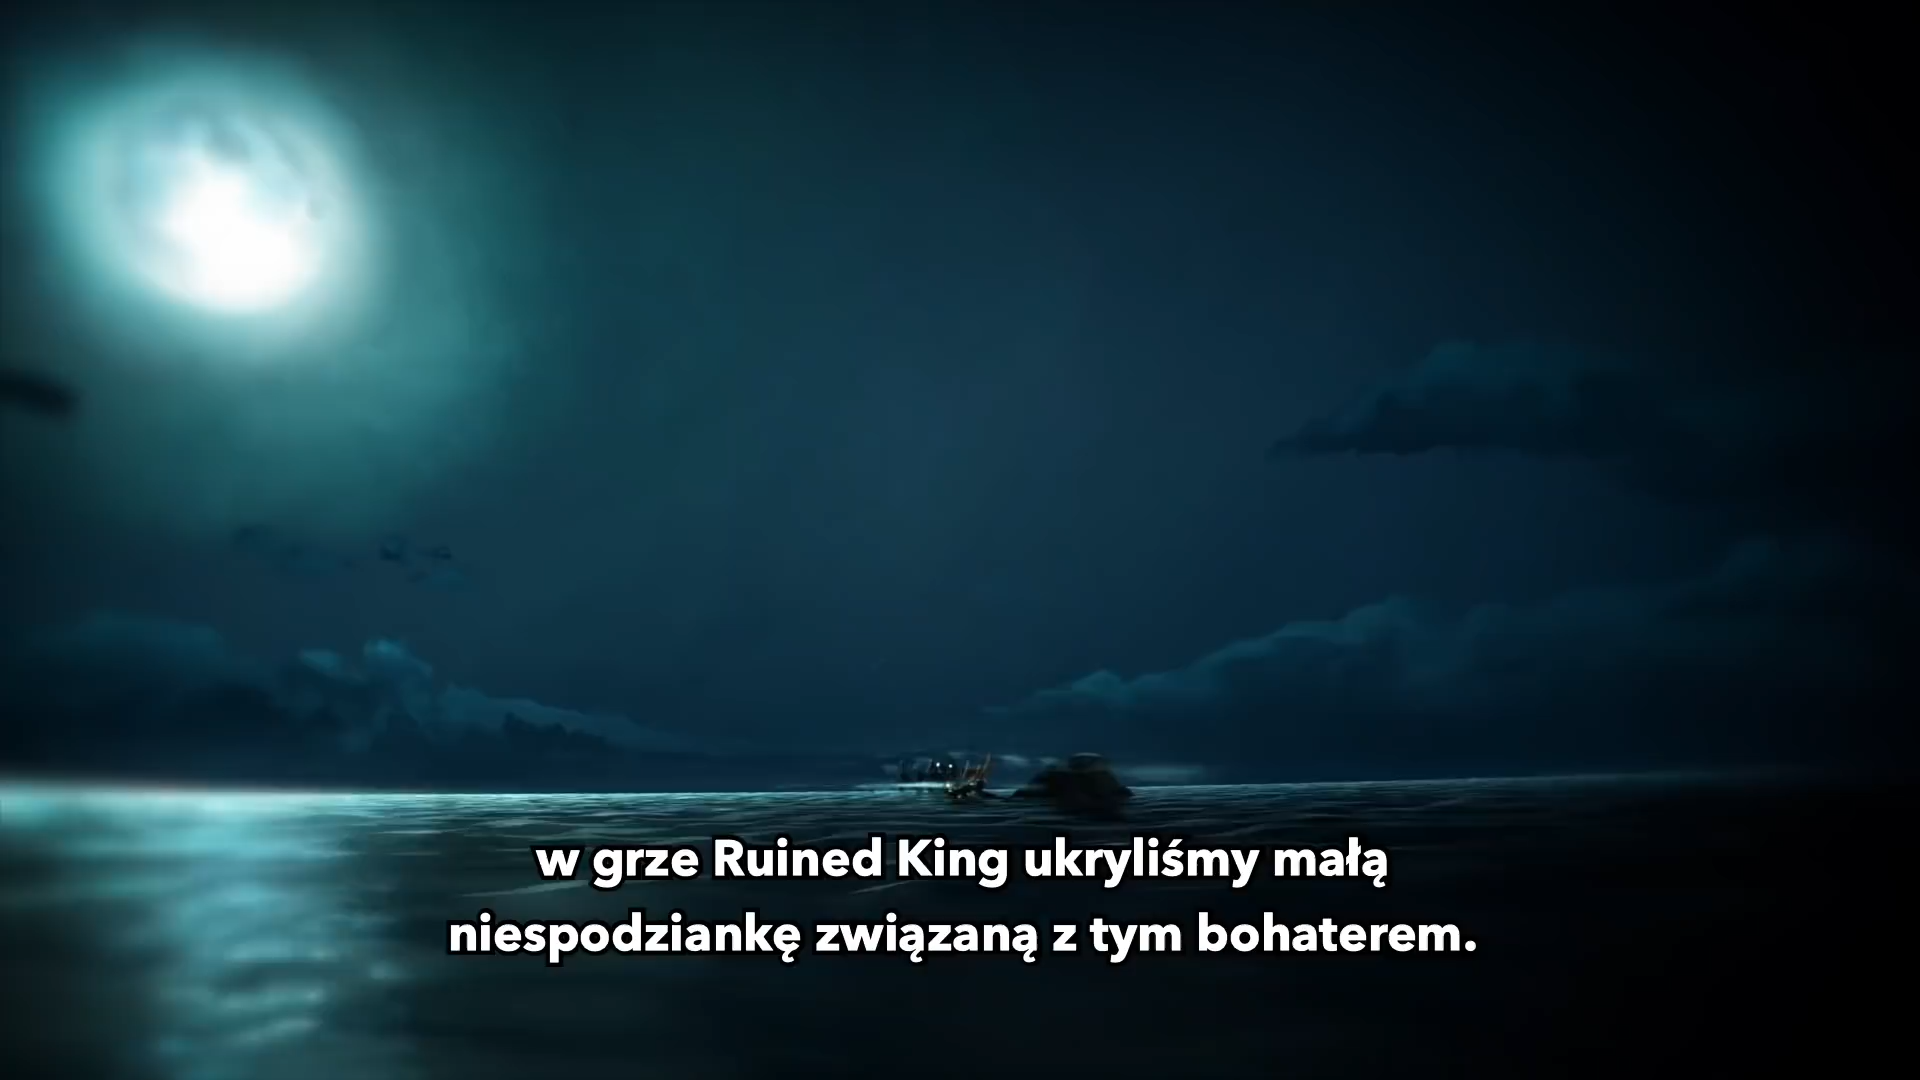 w grze Ruined King ukryliśmy małą
niespodziankę związaną z tym bohaterem.